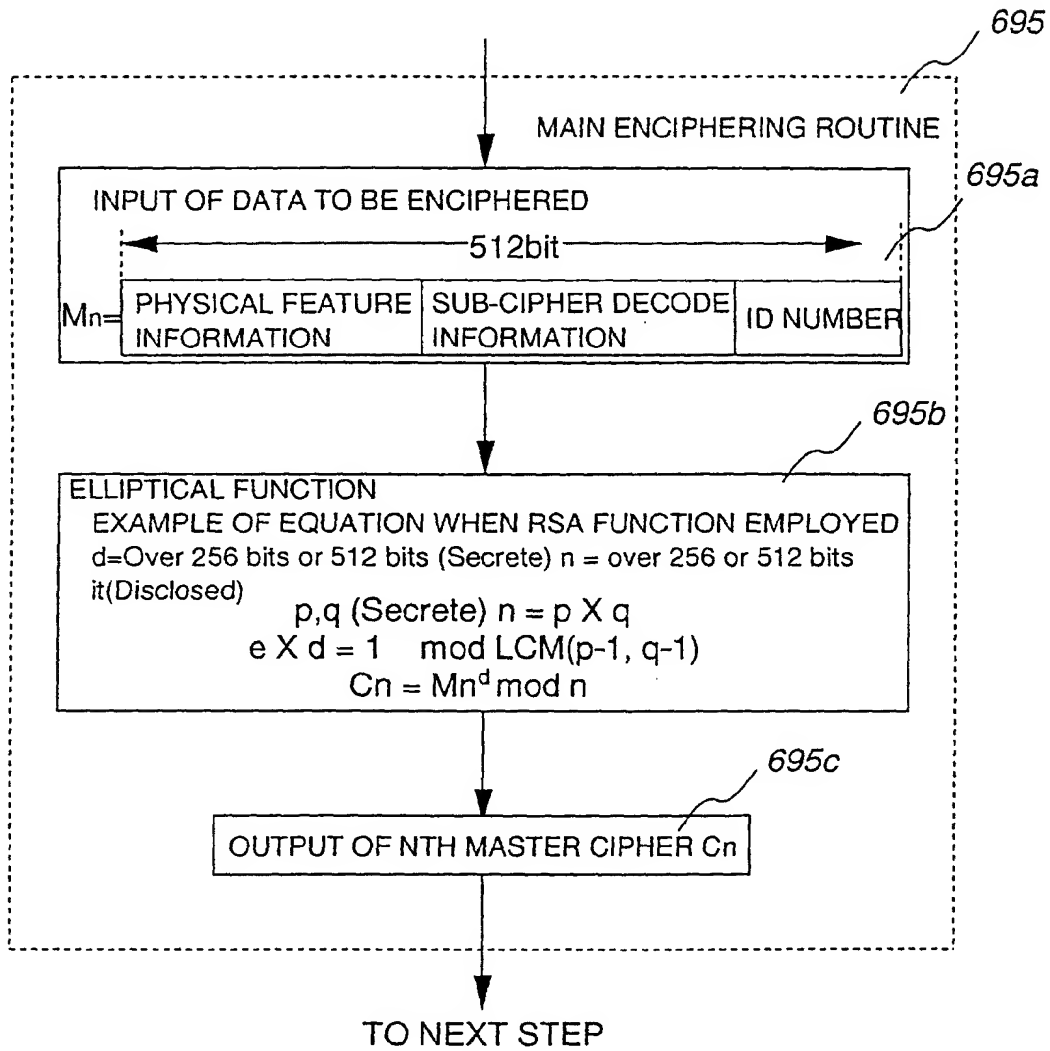 695
MAIN ENCIPHERING ROUTINE
695a
INPUT OF DATA TO BE ENCIPHERED
512bit
Mn=
PHYSICAL FEATURE
INFORMATION
SUB-CIPHER DECODE
INFORMATION
ID NUMBER
695b
ELLIPTICAL FUNCTION
EXAMPLE OF EQUATION WHEN RSA FUNCTION EMPLOYED
d=Over 256 bits or 512 bits (Secrete) n = over 256 or 512 bits
it(Disclosed)
p,q (Secrete) n = p X q
e X d = 1 mod LCM(p-1, q-1)
Cn = Mnᵈ mod n
695c
OUTPUT OF NTH MASTER CIPHER Cn
TO NEXT STEP